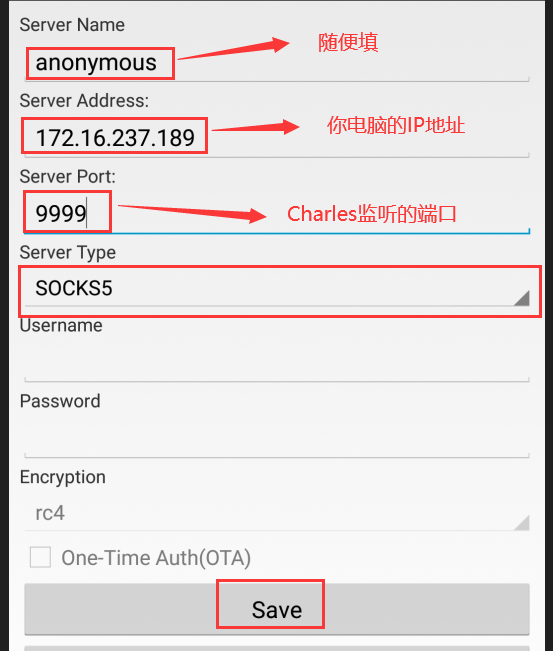 Server Name
anonymous
随便填
Server Address:
172.16.237.189
你电脑的IP地址
Server Port:
9999
Charles监听的端口
Server Type
SOCKS5
Username
Password
Encryption
rc4
One-Time Auth(OTA)
Save